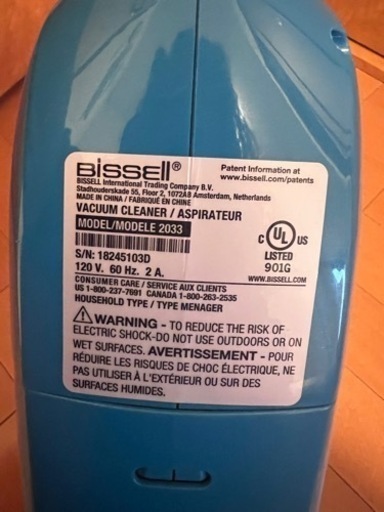 BISSELL®
Patent Information at
www.bissell.com/patents
BISSELL International Trading Company B.V.
Stadhouderskade 55, Floor 2, 1072AB Amsterdam, Netherlands
MADE IN CHINA / FABRIQUÉ EN CHINE
VACUUM CLEANER / ASPIRATEUR
MODEL/MODELE 2033
S/N: 18245103D
120 V. 60 Hz. 2 A.
C UL US
LISTED
901G
WWW.BISSELL.COM
CONSUMER CARE / SERVICE AUX CLIENTS
US 1-800-237-7691 CANADA 1-800-263-2535
HOUSEHOLD TYPE / TYPE MENAGER
WARNING - TO REDUCE THE RISK OF
ELECTRIC SHOCK-DO NOT USE OUTDOORS OR ON
WET SURFACES. AVERTISSEMENT - POUR
RÉDUIRE LES RISQUES DE CHOC ÉLECTRIQUE, NE
PAS UTILISER À L'EXTÉRIEUR OU SUR DES
SURFACES HUMIDES.